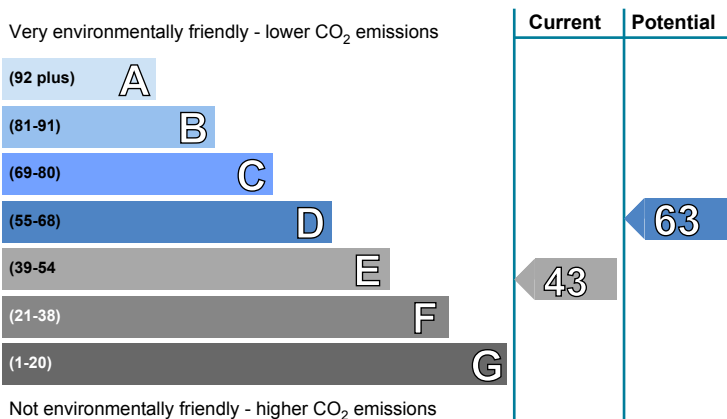 Very environmentally friendly - lower CO2 emissions
Current
Potential
(92 plus) A
(81-91) B
(69-80) C
(55-68) D
63
(39-54 E
43
(21-38) F
(1-20) G
Not environmentally friendly - higher CO2 emissions